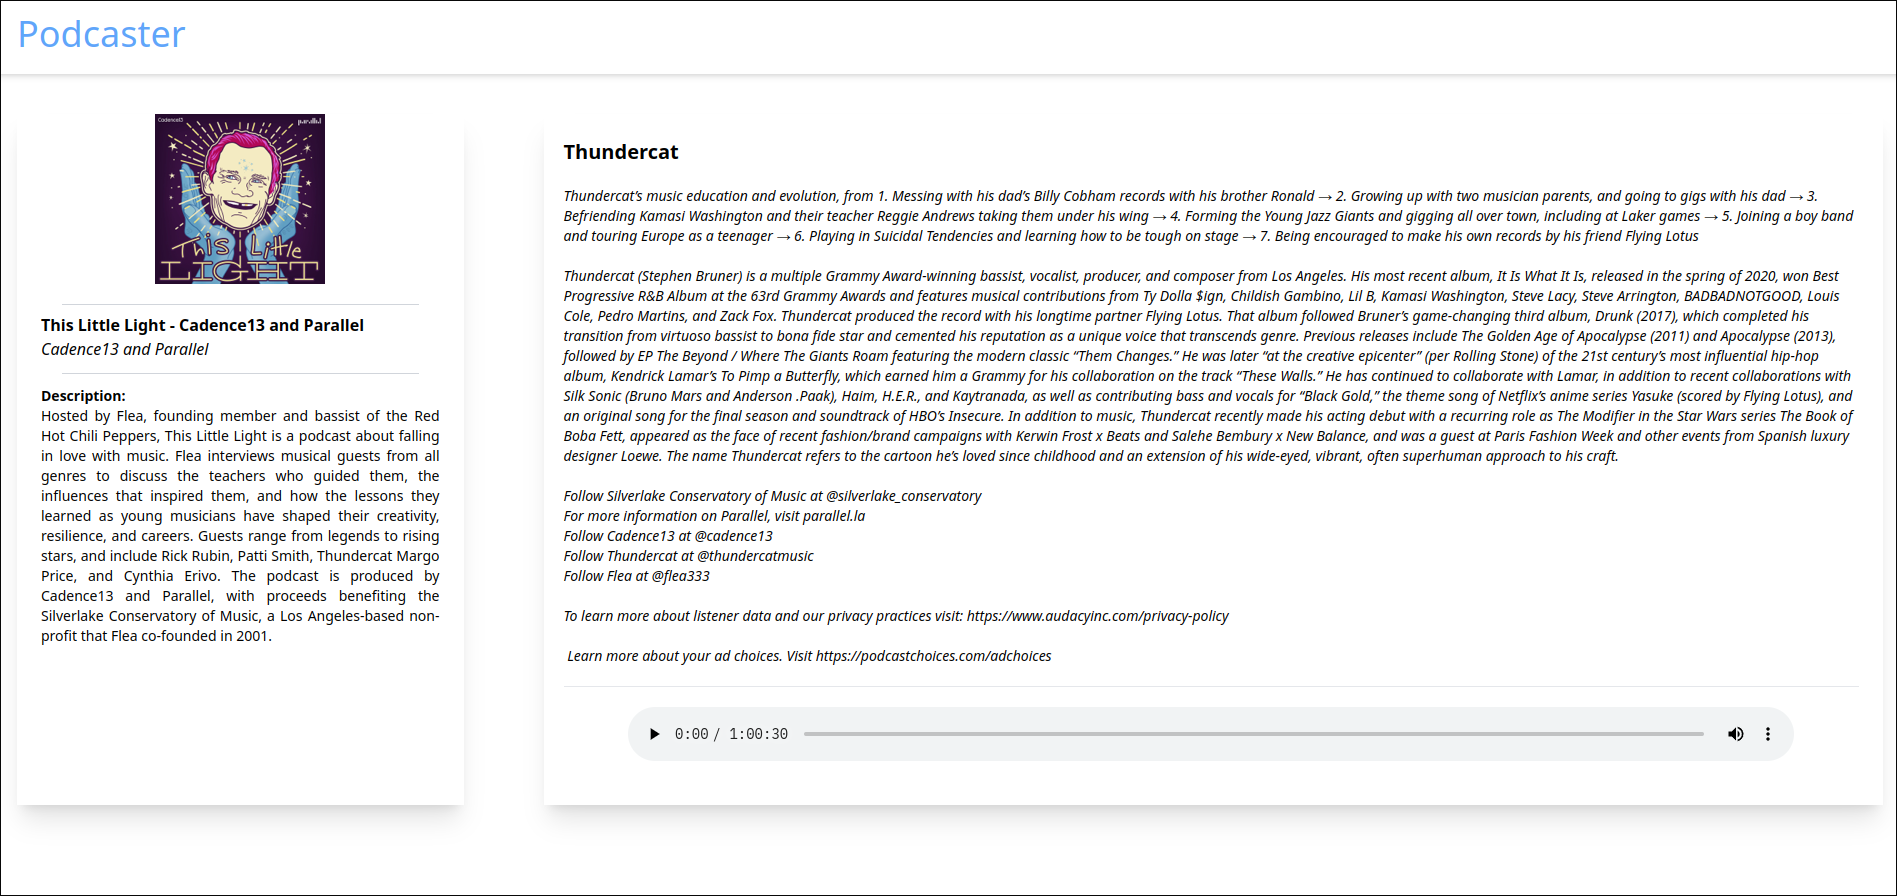 Podcaster
Cadence13
parallel
This Little
LIGHT
This Little Light - Cadence13 and Parallel
Cadence13 and Parallel
Description:
Hosted by Flea, founding member and bassist of the Red
Hot Chili Peppers, This Little Light is a podcast about falling
in love with music. Flea interviews musical guests from all
genres to discuss the teachers who guided them, the
influences that inspired them, and how the lessons they
learned as young musicians have shaped their creativity,
resilience, and careers. Guests range from legends to rising
stars, and include Rick Rubin, Patti Smith, Thundercat Margo
Price, and Cynthia Erivo. The podcast is produced by
Cadence13 and Parallel, with proceeds benefiting the
Silverlake Conservatory of Music, a Los Angeles-based non-
profit that Flea co-founded in 2001.
Thundercat
Thundercat’s music education and evolution, from 1. Messing with his dad’s Billy Cobham records with his brother Ronald → 2. Growing up with two musician parents, and going to gigs with his dad → 3.
Befriending Kamasi Washington and their teacher Reggie Andrews taking them under his wing → 4. Forming the Young Jazz Giants and gigging all over town, including at Laker games → 5. Joining a boy band
and touring Europe as a teenager → 6. Playing in Suicidal Tendencies and learning how to be tough on stage → 7. Being encouraged to make his own records by his friend Flying Lotus
Thundercat (Stephen Bruner) is a multiple Grammy Award-winning bassist, vocalist, producer, and composer from Los Angeles. His most recent album, It Is What It Is, released in the spring of 2020, won Best
Progressive R&B Album at the 63rd Grammy Awards and features musical contributions from Ty Dolla $ign, Childish Gambino, Lil B, Kamasi Washington, Steve Lacy, Steve Arrington, BADBADNOTGOOD, Louis
Cole, Pedro Martins, and Zack Fox. Thundercat produced the record with his longtime partner Flying Lotus. That album followed Bruner’s game-changing third album, Drunk (2017), which completed his
transition from virtuoso bassist to bona fide star and cemented his reputation as a unique voice that transcends genre. Previous releases include The Golden Age of Apocalypse (2011) and Apocalypse (2013),
followed by EP The Beyond / Where The Giants Roam featuring the modern classic “Them Changes.” He was later “at the creative epicenter” (per Rolling Stone) of the 21st century’s most influential hip-hop
album, Kendrick Lamar’s To Pimp a Butterfly, which earned him a Grammy for his collaboration on the track “These Walls.” He has continued to collaborate with Lamar, in addition to recent collaborations with
Silk Sonic (Bruno Mars and Anderson .Paak), Haim, H.E.R., and Kaytranada, as well as contributing bass and vocals for “Black Gold,” the theme song of Netflix’s anime series Yasuke (scored by Flying Lotus), and
an original song for the final season and soundtrack of HBO’s Insecure. In addition to music, Thundercat recently made his acting debut with a recurring role as The Modifier in the Star Wars series The Book of
Boba Fett, appeared as the face of recent fashion/brand campaigns with Kerwin Frost x Beats and Salehe Bembury x New Balance, and was a guest at Paris Fashion Week and other events from Spanish luxury
designer Loewe. The name Thundercat refers to the cartoon he’s loved since childhood and an extension of his wide-eyed, vibrant, often superhuman approach to his craft.
Follow Silverlake Conservatory of Music at @silverlake_conservatory
For more information on Parallel, visit parallel.la
Follow Cadence13 at @cadence13
Follow Thundercat at @thundercatmusic
Follow Flea at @flea333
To learn more about listener data and our privacy practices visit: https://www.audacyinc.com/privacy-policy
Learn more about your ad choices. Visit https://podcastchoices.com/adchoices
0:00 / 1:00:30